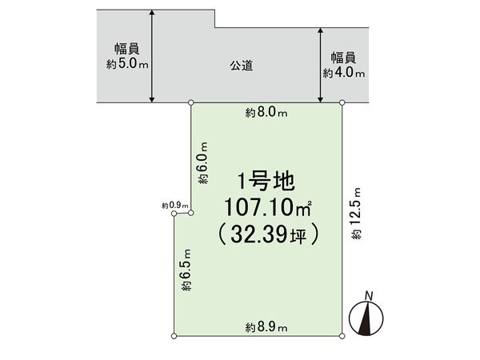 幅員
約5.0m
公道
幅員
約4.0m
約8.0m
約6.0m
約0.9m
1号地
107.10㎡
(32.39坪)
約12.5m
約6.5m
約8.9m
N